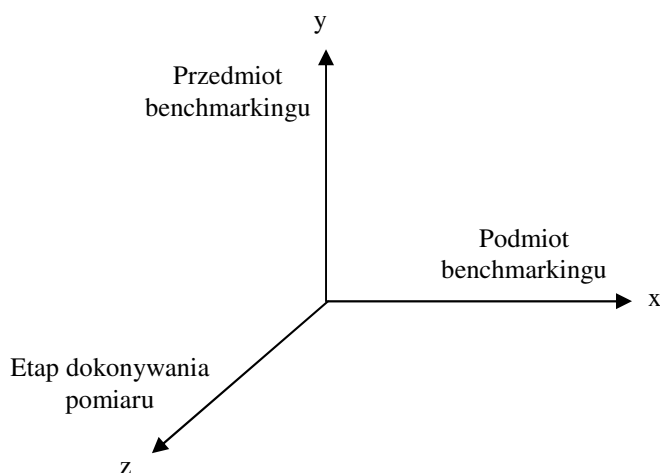 y
Przedmiot
benchmarkingu
Podmiot
benchmarkingu
x
Etap dokonywania
pomiaru
z